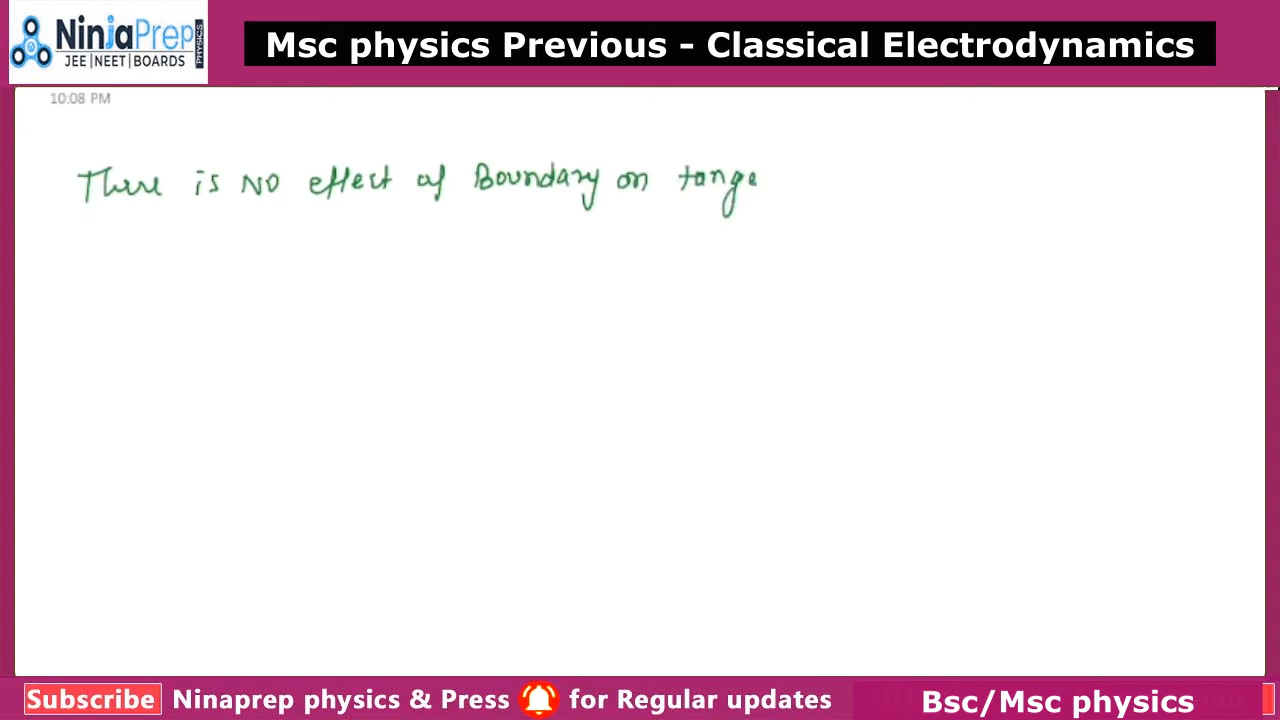 NinjaPrep
JEE | NEET | BOARDS
PHYSICS
Msc physics Previous - Classical Electrodynamics
10:08 PM
There is NO effect of Boundary on tange
Subscribe Ninaprep physics & Press for Regular updates
Bsc/Msc physics